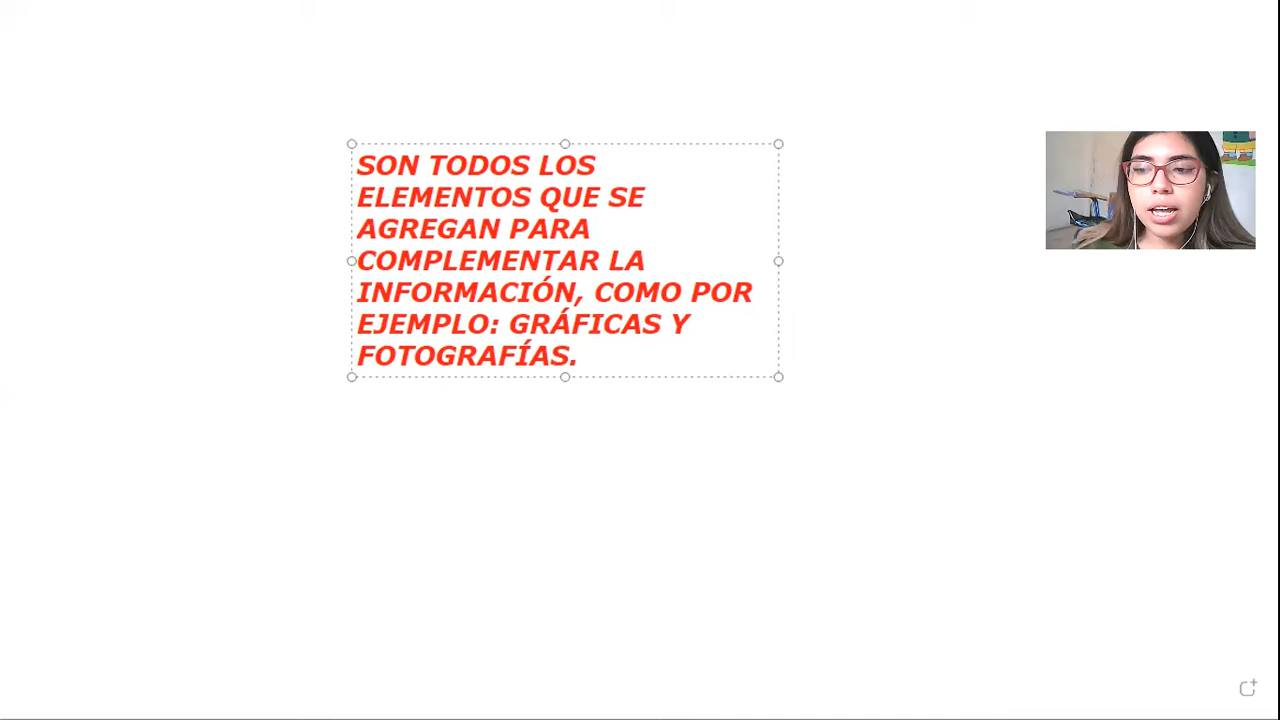 SON TODOS LOS
ELEMENTOS QUE SE
AGREGAN PARA
COMPLEMENTAR LA
INFORMACIÓN, COMO POR
EJEMPLO: GRÁFICAS Y
FOTOGRAFÍAS.